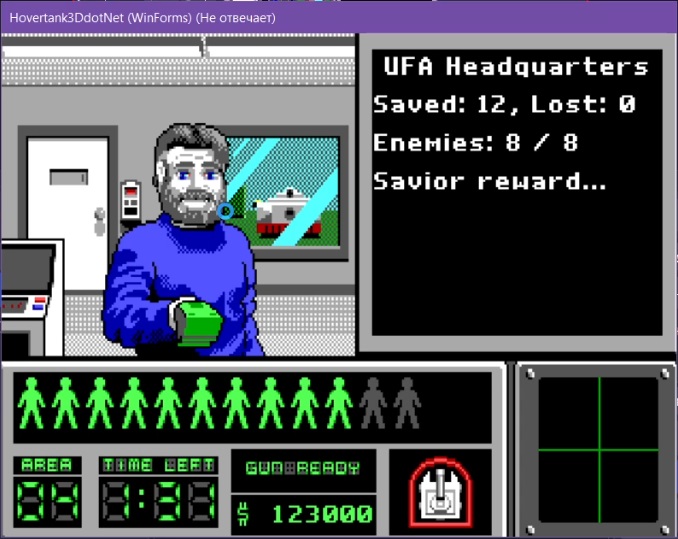 Hovertank3DdotNet (WinForms) (Не отвечает)
UFA Headquarters
Saved: 12, Lost: 0
Enemies: 8 / 8
Savior reward...
AREA
TIME LEFT
GUN READY
04
1:31
123000